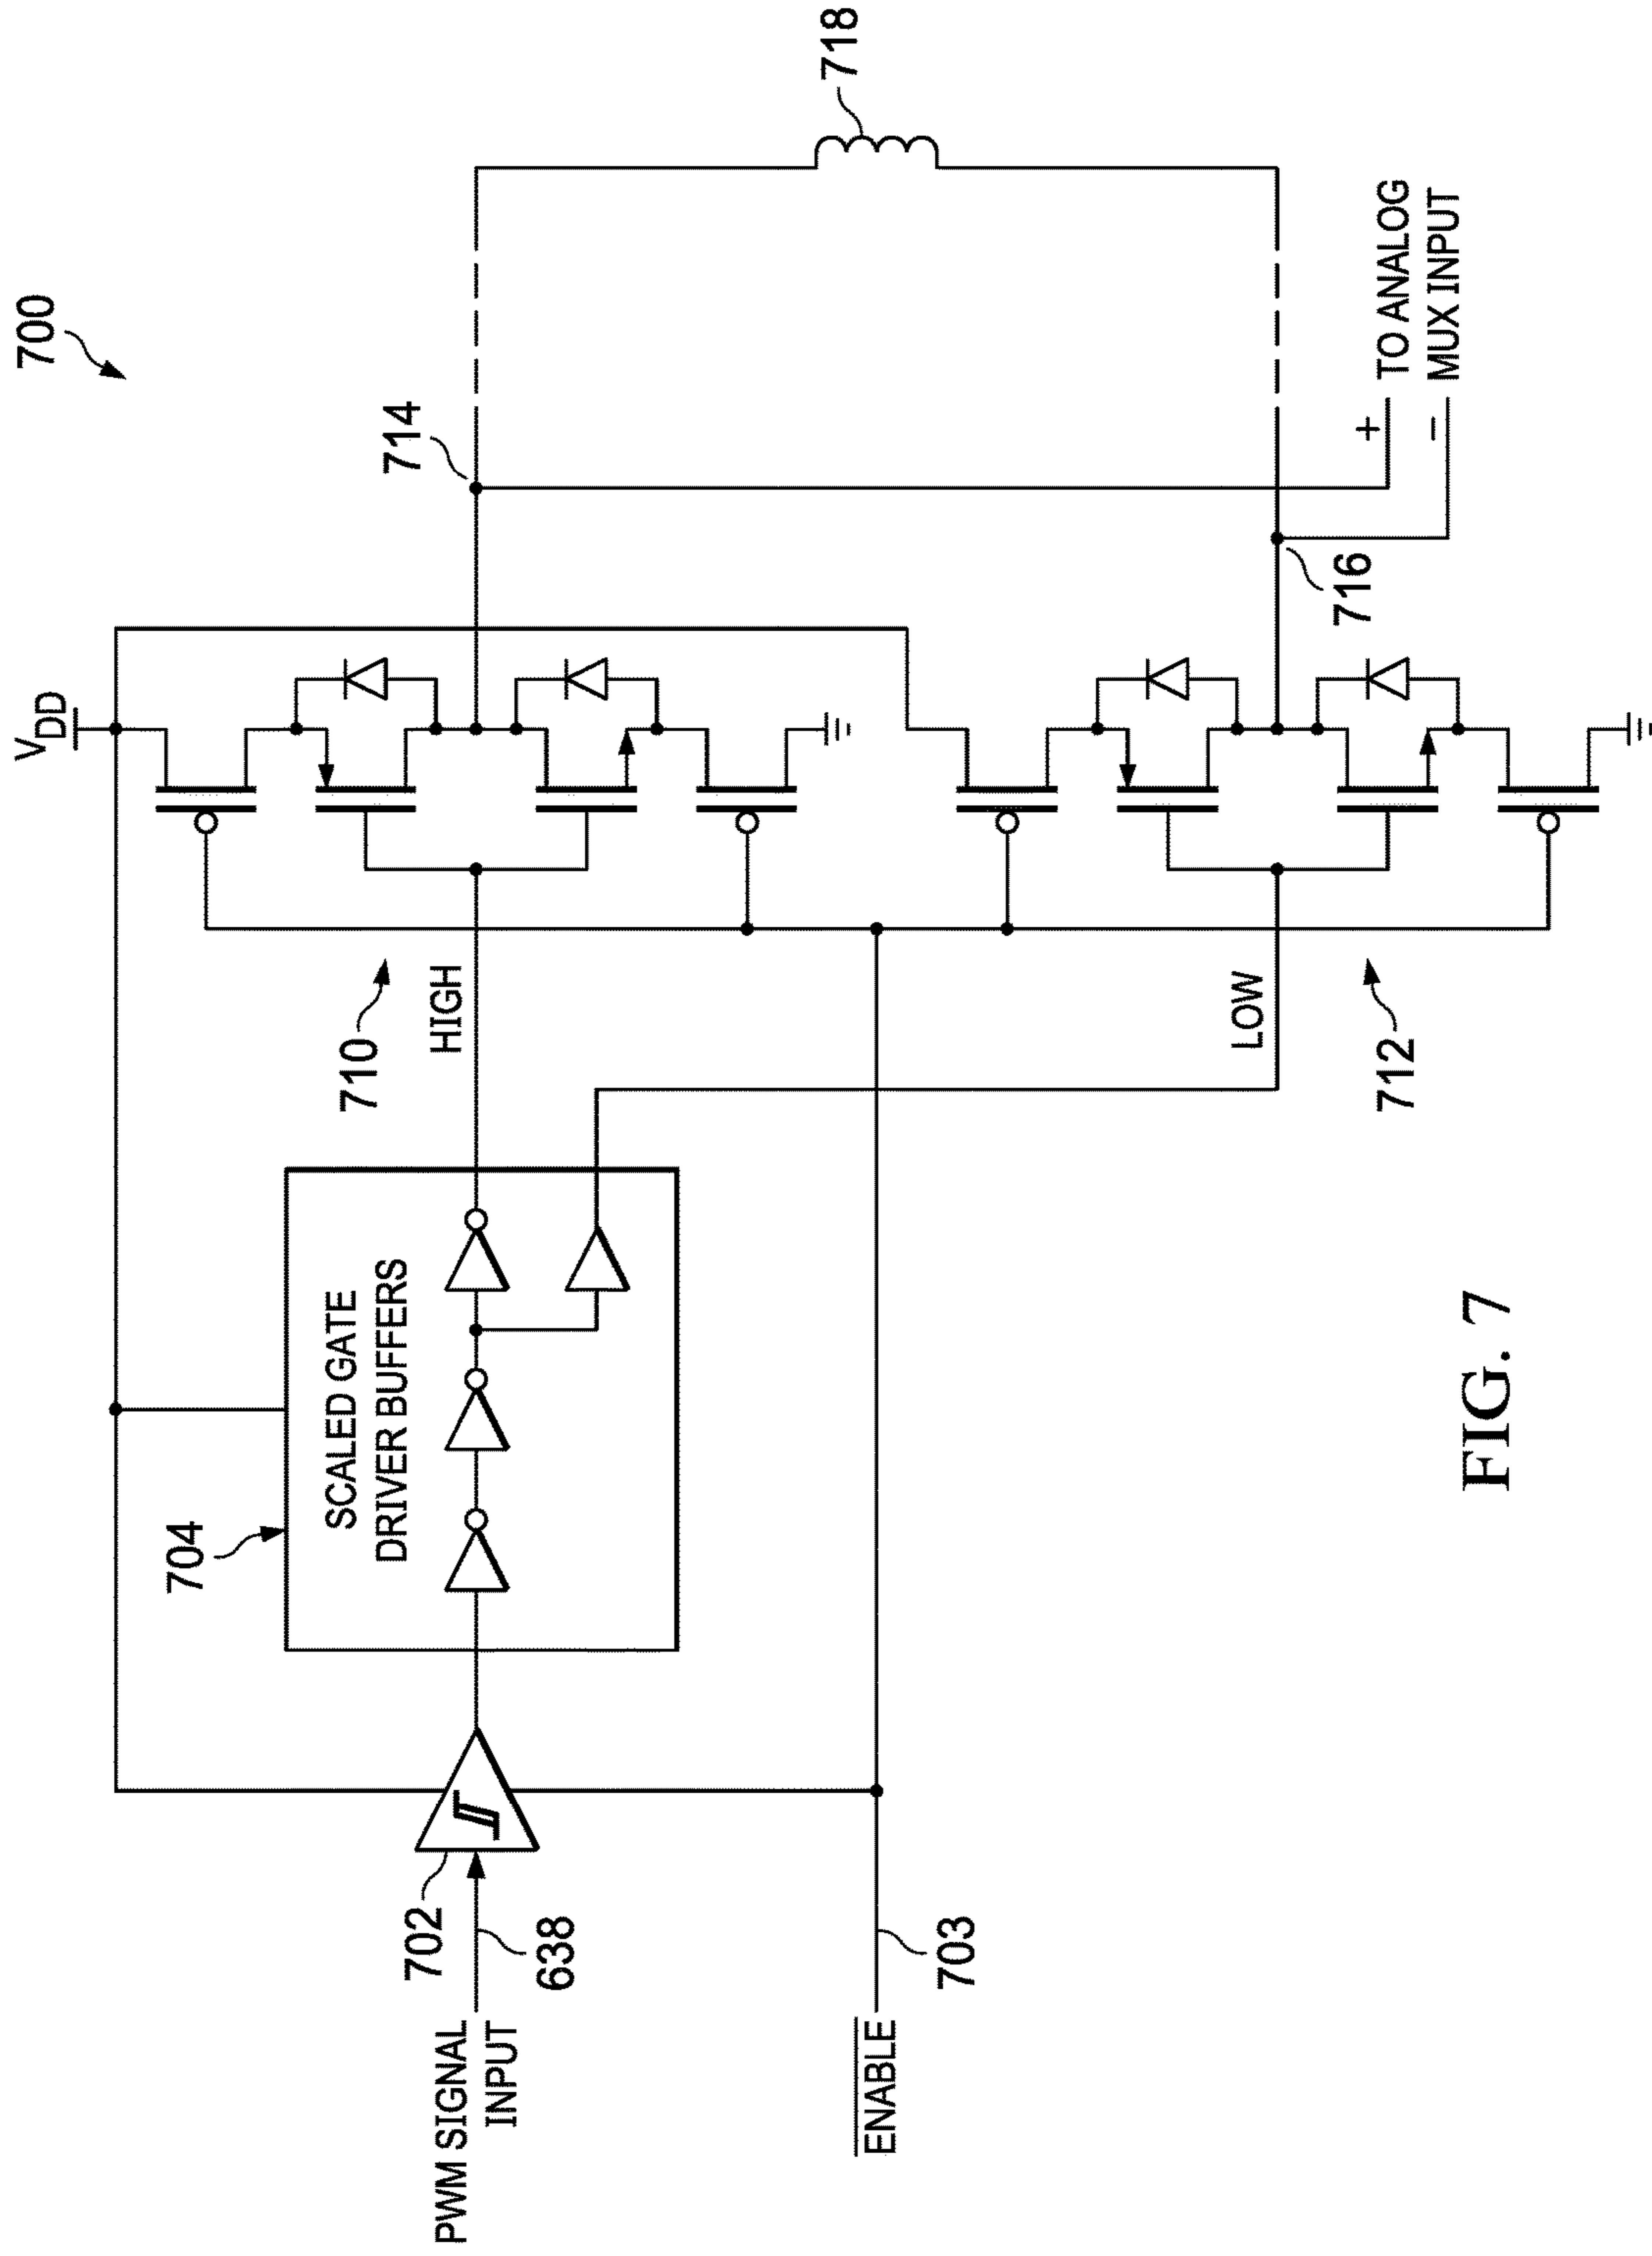 700
718
714
V DD
716
TO ANALOG
MUX INPUT
+
−
710
HIGH
LOW
712
704
SCALED GATE
DRIVER BUFFERS
702
638
703
PWM SIGNAL
INPUT
ENABLE
FIG. 7